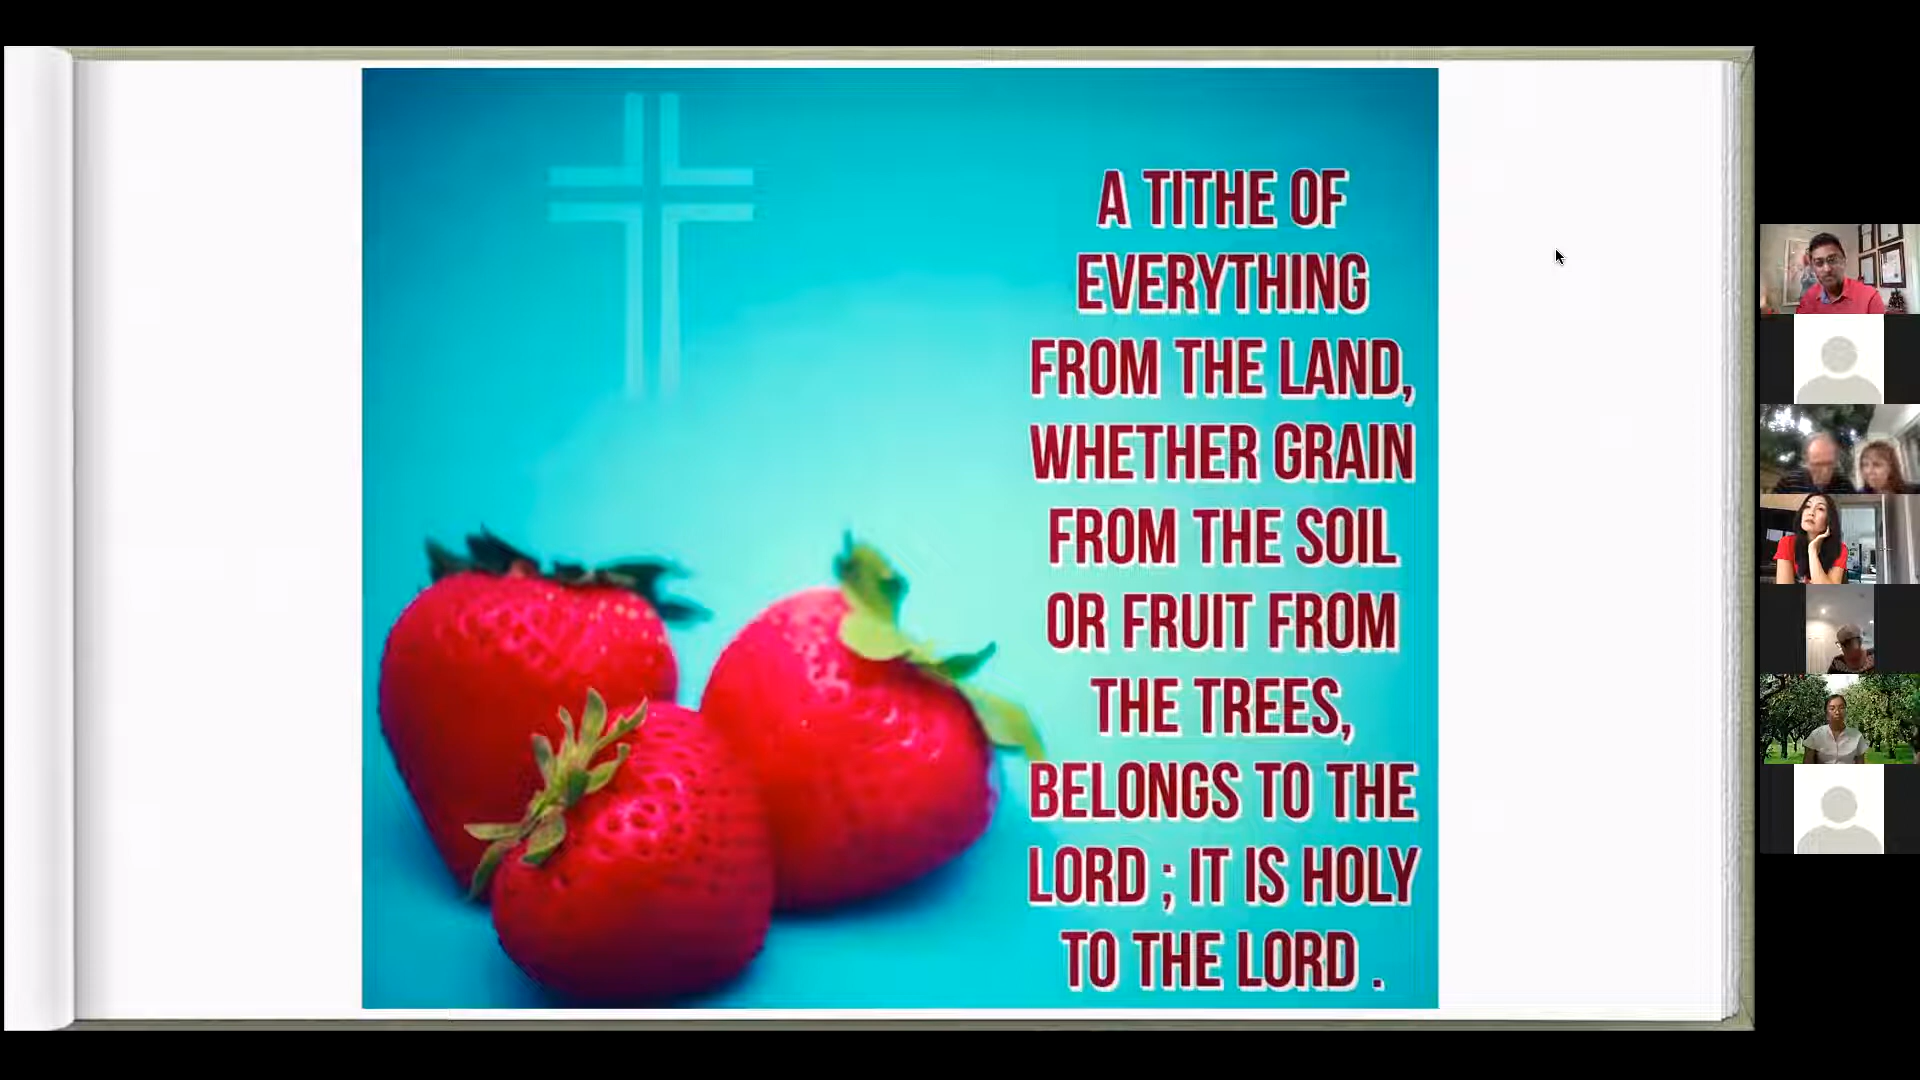 A TITHE OF
EVERYTHING
FROM THE LAND,
WHETHER GRAIN
FROM THE SOIL
OR FRUIT FROM
THE TREES,
BELONGS TO THE
LORD ; IT IS HOLY
TO THE LORD .